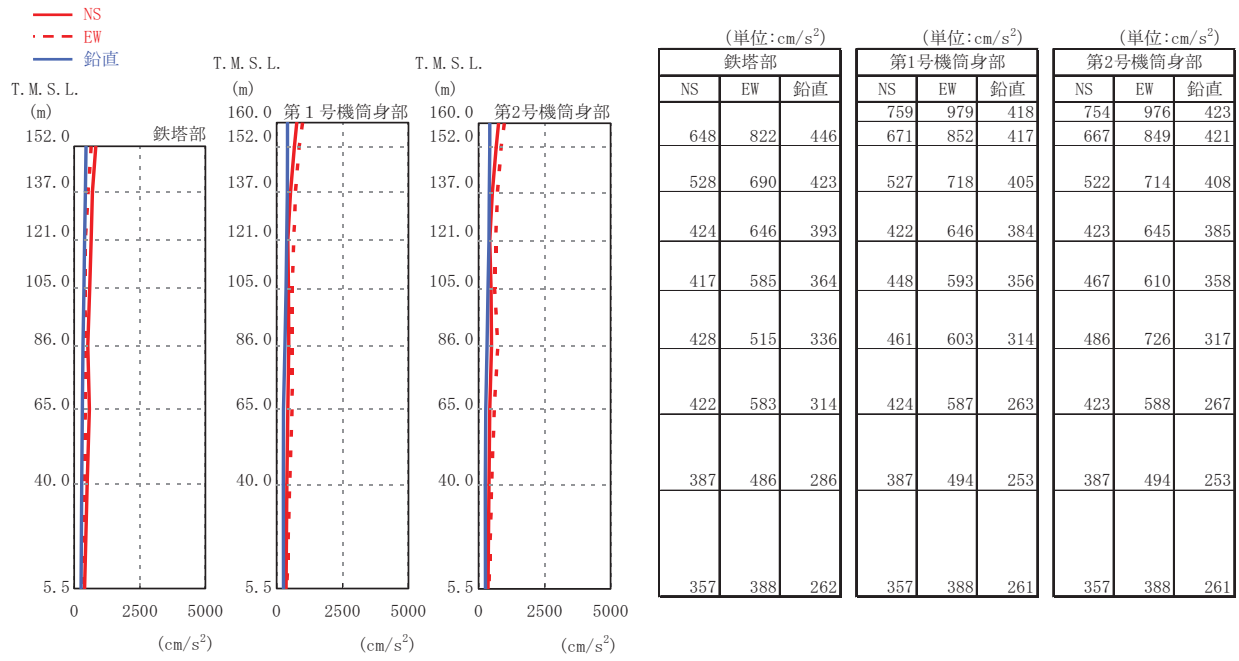 NS
EW
鉛直
T.M.S.L.
(m)
鉄塔部
152.0
137.0
121.0
105.0
86.0
65.0
40.0
5.5
0 2500 5000
(cm/s²)
T.M.S.L.
(m)
160.0 第１号機筒身部
152.0
137.0
121.0
105.0
86.0
65.0
40.0
5.5
0 2500 5000
(cm/s²)
T.M.S.L.
(m)
160.0 第2号機筒身部
152.0
137.0
121.0
105.0
86.0
65.0
40.0
5.5
0 2500 5000
(cm/s²)
(単位:cm/s²)
鉄塔部
NS EW 鉛直
648 822 446
528 690 423
424 646 393
417 585 364
428 515 336
422 583 314
387 486 286
357 388 262
(単位:cm/s²)
第1号機筒身部
NS EW 鉛直
759 979 418
671 852 417
527 718 405
422 646 384
448 593 356
461 603 314
424 587 263
387 494 253
357 388 261
(単位:cm/s²)
第2号機筒身部
NS EW 鉛直
754 976 423
667 849 421
522 714 408
423 645 385
467 610 358
486 726 317
423 588 267
387 494 253
357 388 261